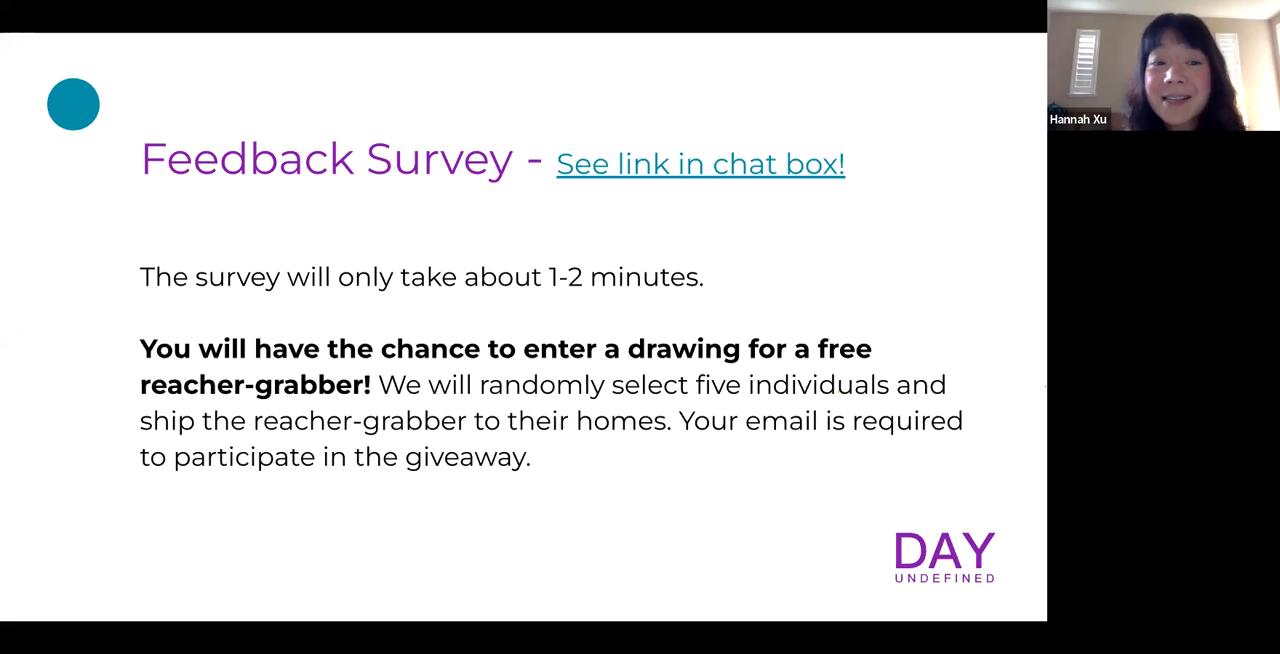 Feedback Survey - See link in chat box!
The survey will only take about 1-2 minutes.
You will have the chance to enter a drawing for a free
reacher-grabber! We will randomly select five individuals and
ship the reacher-grabber to their homes. Your email is required
to participate in the giveaway.
DAY
UNDEFINED
Hannah Xu